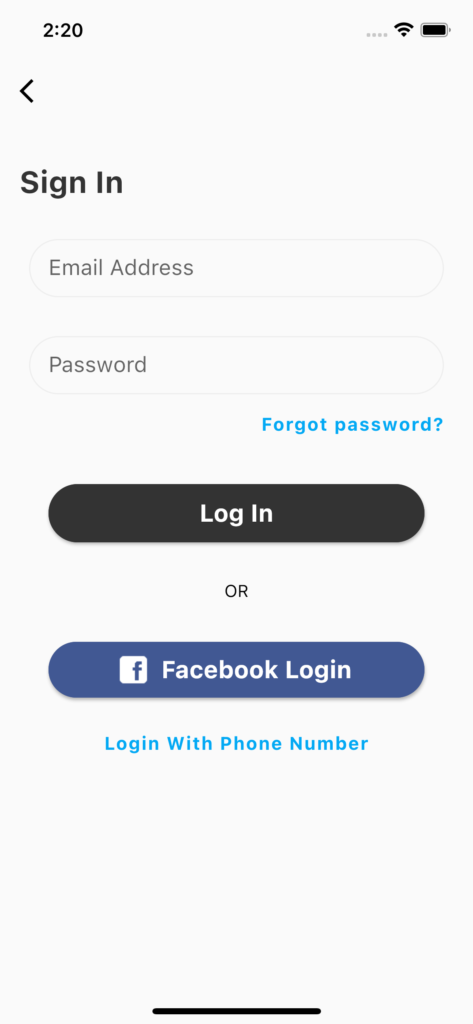 2:20
Sign In
Email Address
Password
Forgot password?
Log In
OR
Facebook Login
Login With Phone Number